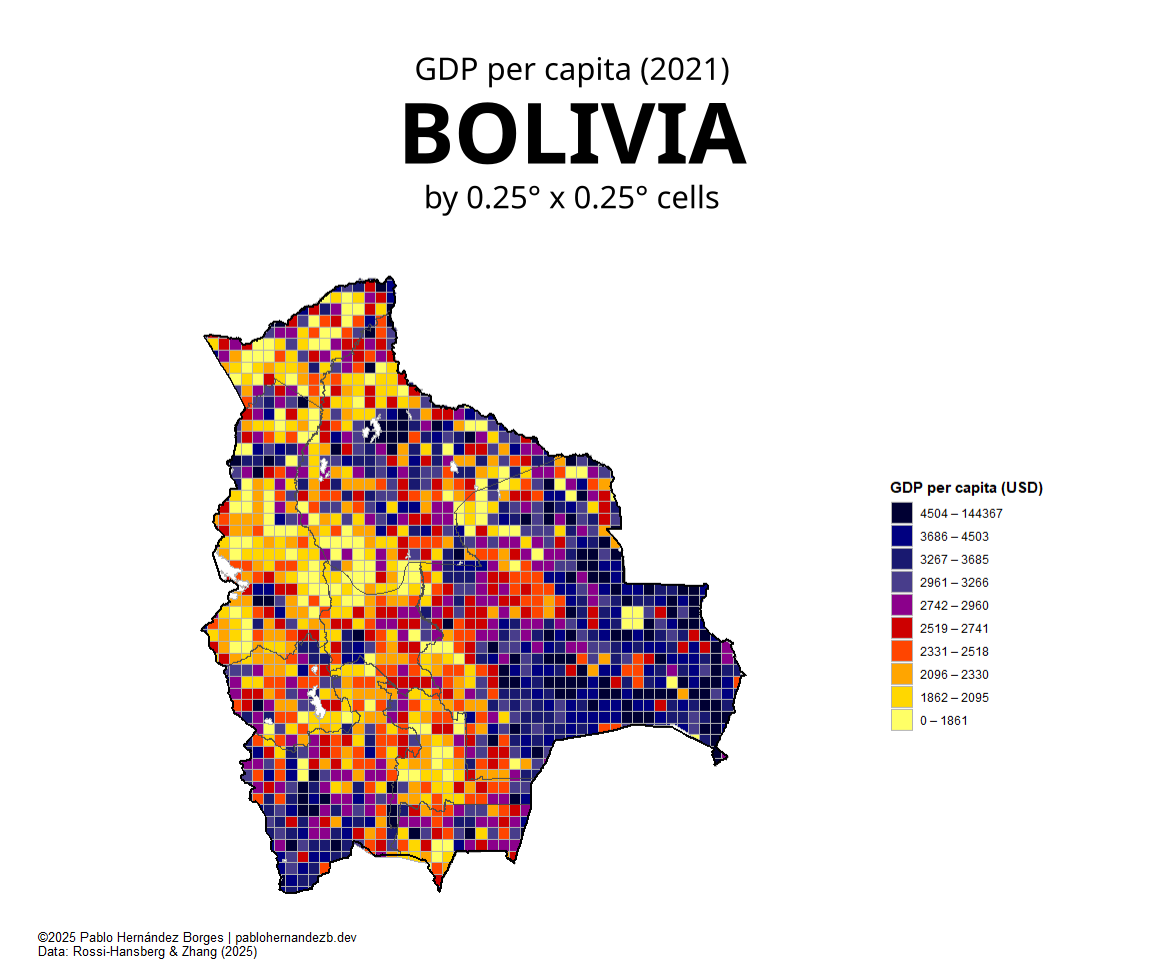 GDP per capita (2021)
BOLIVIA
by 0.25° x 0.25° cells
GDP per capita (USD)
4504 – 144367
3686 – 4503
3267 – 3685
2961 – 3266
2742 – 2960
2519 – 2741
2331 – 2518
2096 – 2330
1862 – 2095
0 – 1861
©2025 Pablo Hernández Borges | pablohernandezb.dev
Data: Rossi-Hansberg & Zhang (2025)